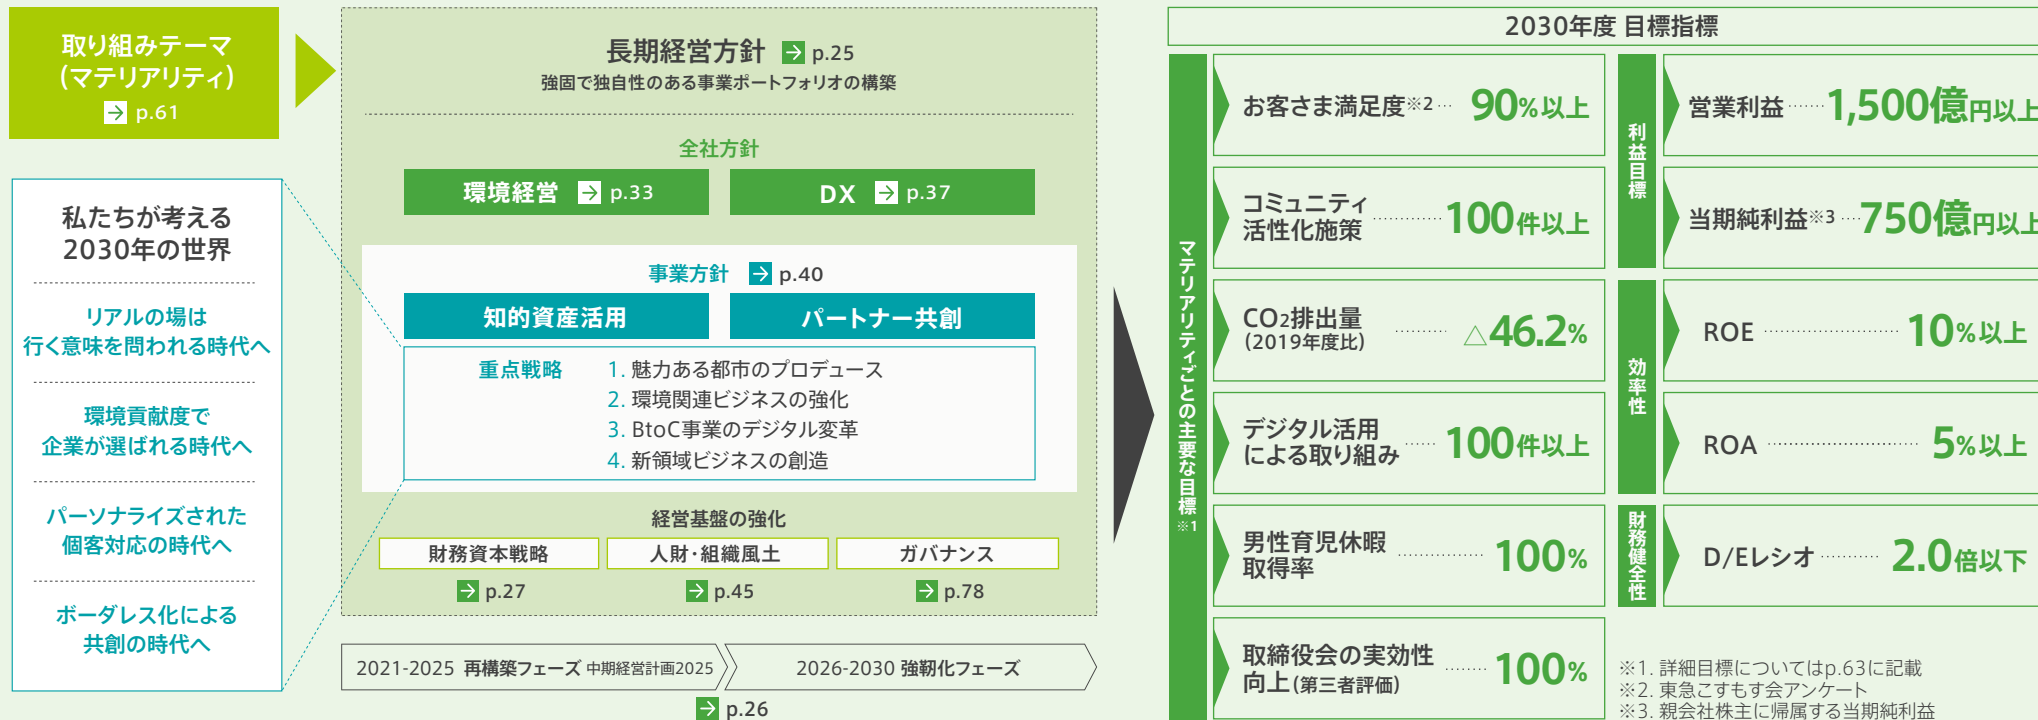 取り組みテーマ
(マテリアリティ)
→ p.61
私たちが考える
2030年の世界
リアルの場は
行く意味を問われる時代へ
環境貢献度で
企業が選ばれる時代へ
パーソナライズされた
個客対応の時代へ
ボーダレス化による
共創の時代へ
長期経営方針 → p.25
強固で独自性のある事業ポートフォリオの構築
全社方針
環境経営 → p.33
DX → p.37
事業方針 → p.40
知的資産活用
パートナー共創
重点戦略
1. 魅力ある都市のプロデュース
2. 環境関連ビジネスの強化
3. BtoC事業のデジタル変革
4. 新領域ビジネスの創造
経営基盤の強化
財務資本戦略
→ p.27
人財・組織風土
→ p.45
ガバナンス
→ p.78
2021-2025 再構築フェーズ 中期経営計画2025
2026-2030 強靭化フェーズ
→ p.26
2030年度 目標指標
マテリアリティごとの主要な目標※1
お客さま満足度※2 … 90%以上
コミュニティ
活性化施策 ………… 100件以上
CO2排出量
(2019年度比) ……… △46.2%
デジタル活用
による取り組み …… 100件以上
男性育児休暇
取得率 …………… 100%
取締役会の実効性
向上(第三者評価) ……… 100%
利益目標
営業利益 …… 1,500億円以上
当期純利益※3 … 750億円以上
効率性
ROE ………………… 10%以上
ROA ………………… 5%以上
財務健全性
D/Eレシオ ……… 2.0倍以下
※1. 詳細目標についてはp.63に記載
※2. 東急こすもす会アンケート
※3. 親会社株主に帰属する当期純利益